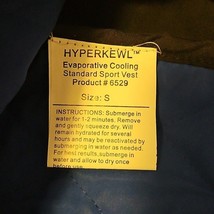 HYPERKEWL™
Evaporative Cooling
Standard Sport Vest
Product # 6529
Size: S
INSTRUCTIONS: Submerge in
water for 1-2 minutes. Remove
and gently squeeze dry. Will
remain hydrated for several
hours and may be reactivated by
submerging in water as needed.
For best results, submerge in
water and allow to dry once
before use.